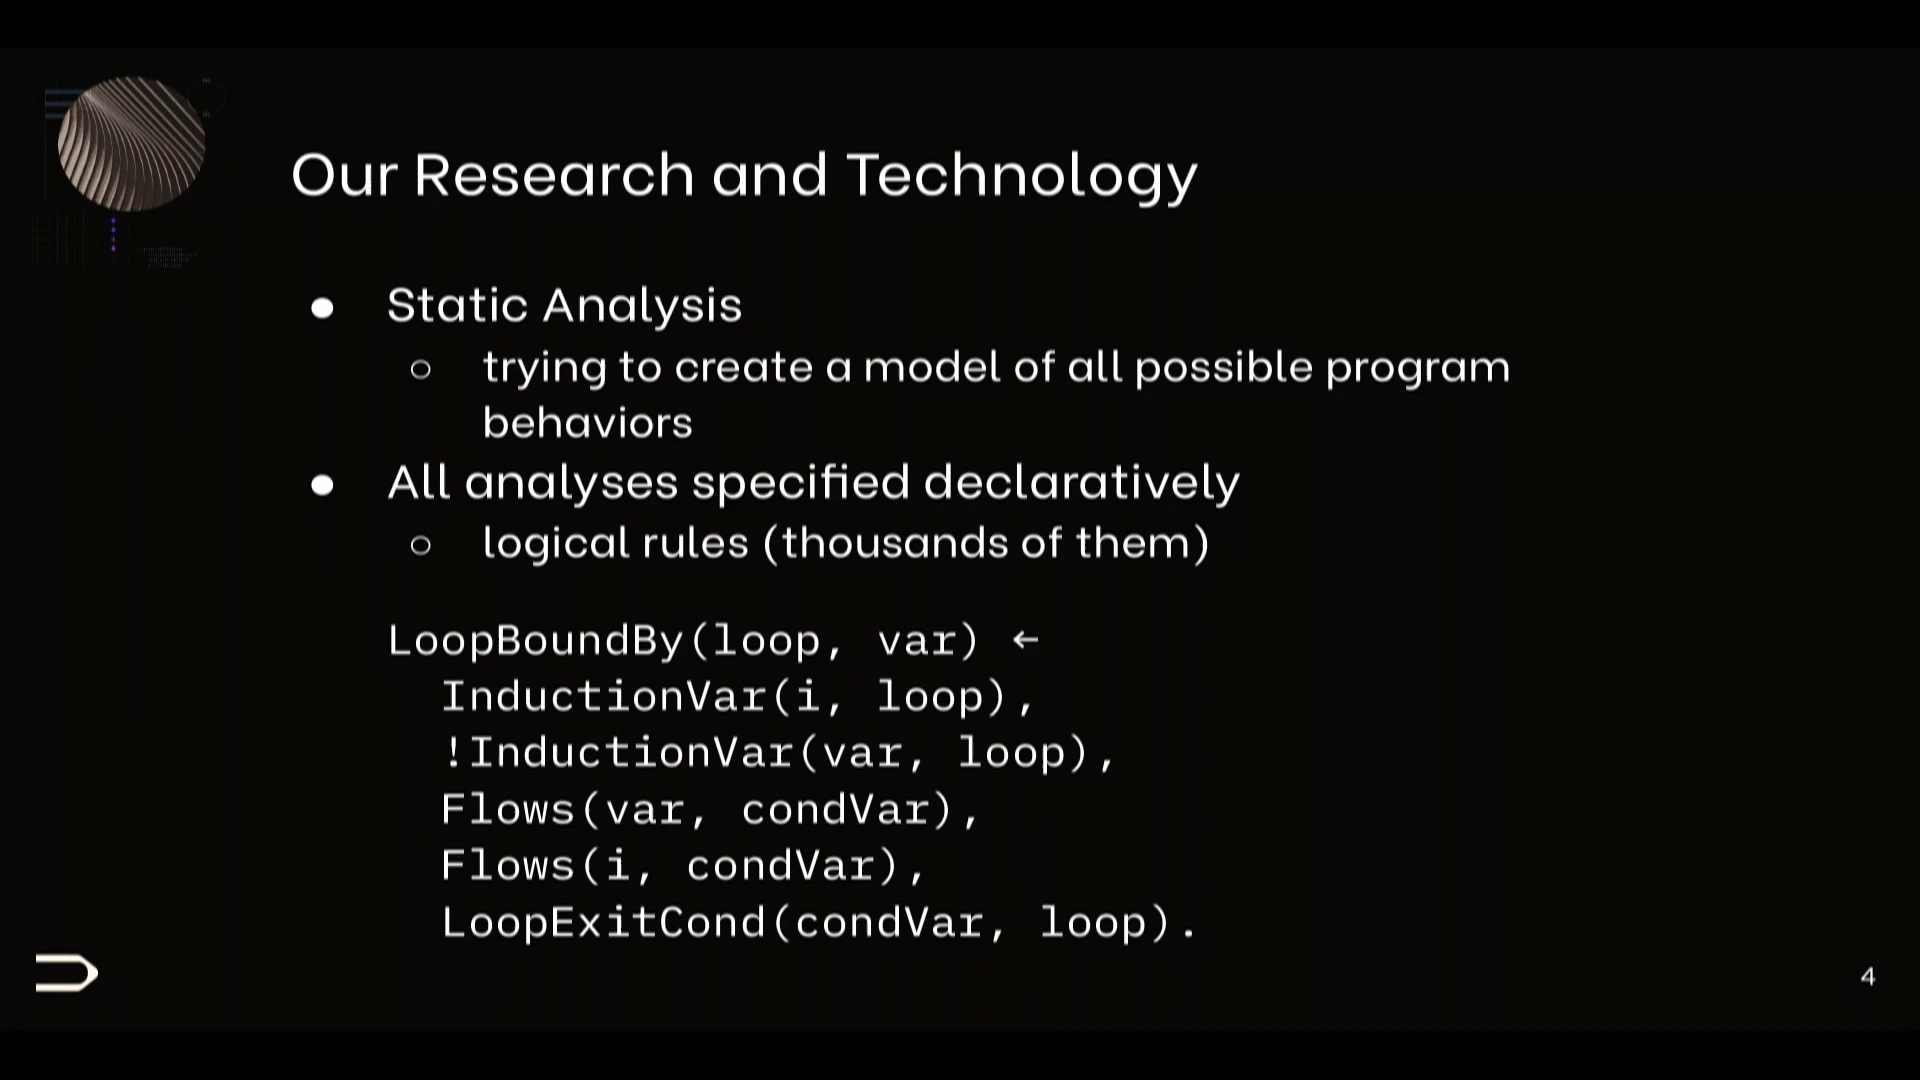 Our Research and Technology
● Static Analysis
○ trying to create a model of all possible program
behaviors
● All analyses specified declaratively
○ logical rules (thousands of them)
LoopBoundBy(loop, var) ←
InductionVar(i, loop),
!InductionVar(var, loop),
Flows(var, condVar),
Flows(i, condVar),
LoopExitCond(condVar, loop).
4